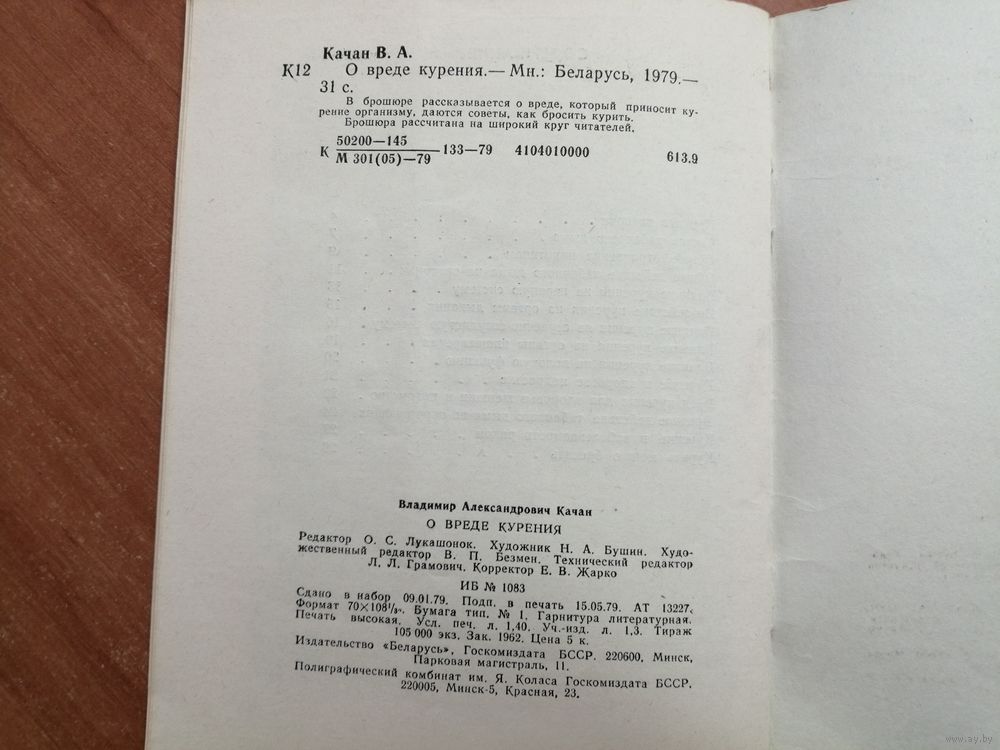 Качан В. А.
К12 О вреде курения.— Мн.: Беларусь, 1979.—
31 с.
В брошюре рассказывается о вреде, который приносит ку-
рение организму, даются советы, как бросить курить.
Брошюра рассчитана на широкий круг читателей.
50200—145
К 133—79 4104010000 613.9
М 301(05)—79
Владимир Александрович Качан
О ВРЕДЕ КУРЕНИЯ
Редактор О. С. Лукашонок. Художник Н. А. Бушин. Худо-
жественный редактор В. П. Безмен. Технический редактор
Л. Л. Грамович. Корректор Е. В. Жарко
ИБ № 1083
Сдано в набор 09.01.79. Подп. в печать 15.05.79. АТ 13227.
Формат 70×108¹/₃₂. Бумага тип. № 1. Гарнитура литературная.
Печать высокая. Усл. печ. л. 1,40. Уч.-изд. л. 1,3. Тираж
105 000 экз. Зак. 1962. Цена 5 к.
Издательство «Беларусь», Госкомиздата БССР. 220600, Минск,
Парковая магистраль, 11.
Полиграфический комбинат им. Я. Коласа Госкомиздата БССР.
220005, Минск-5, Красная, 23.
www.ay.by